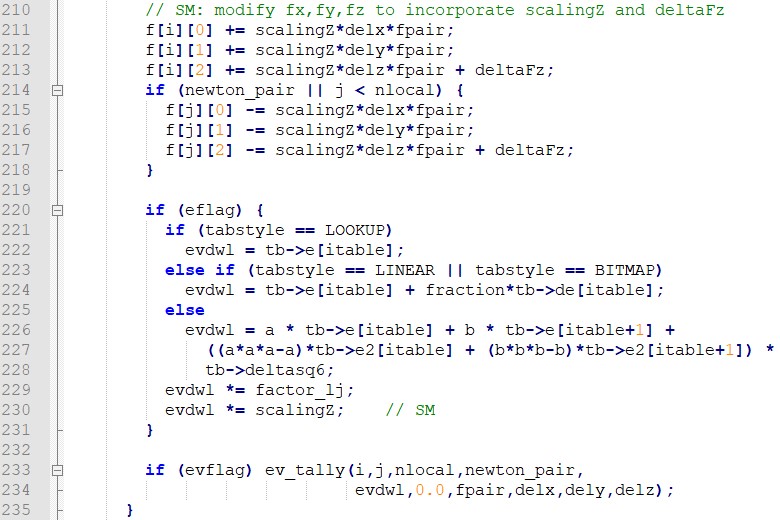 210 // SM: modify fx,fy,fz to incorporate scalingZ and deltaFz
211 f[i][0] += scalingZ*delx*fpair;
212 f[i][1] += scalingZ*dely*fpair;
213 f[i][2] += scalingZ*delz*fpair + deltaFz;
214 if (newton_pair || j < nlocal) {
215 f[j][0] -= scalingZ*delx*fpair;
216 f[j][1] -= scalingZ*dely*fpair;
217 f[j][2] -= scalingZ*delz*fpair + deltaFz;
218 }
219
220 if (eflag) {
221 if (tabstyle == LOOKUP)
222 evdwl = tb->e[itable];
223 else if (tabstyle == LINEAR || tabstyle == BITMAP)
224 evdwl = tb->e[itable] + fraction*tb->de[itable];
225 else
226 evdwl = a * tb->e[itable] + b * tb->e[itable+1] +
227 ((a*a*a-a)*tb->e2[itable] + (b*b*b-b)*tb->e2[itable+1]) *
228 tb->deltasq6;
229 evdwl *= factor_lj;
230 evdwl *= scalingZ; // SM
231 }
232
233 if (evflag) ev_tally(i,j,nlocal,newton_pair,
234 evdwl,0.0,fpair,delx,dely,delz);
235 }